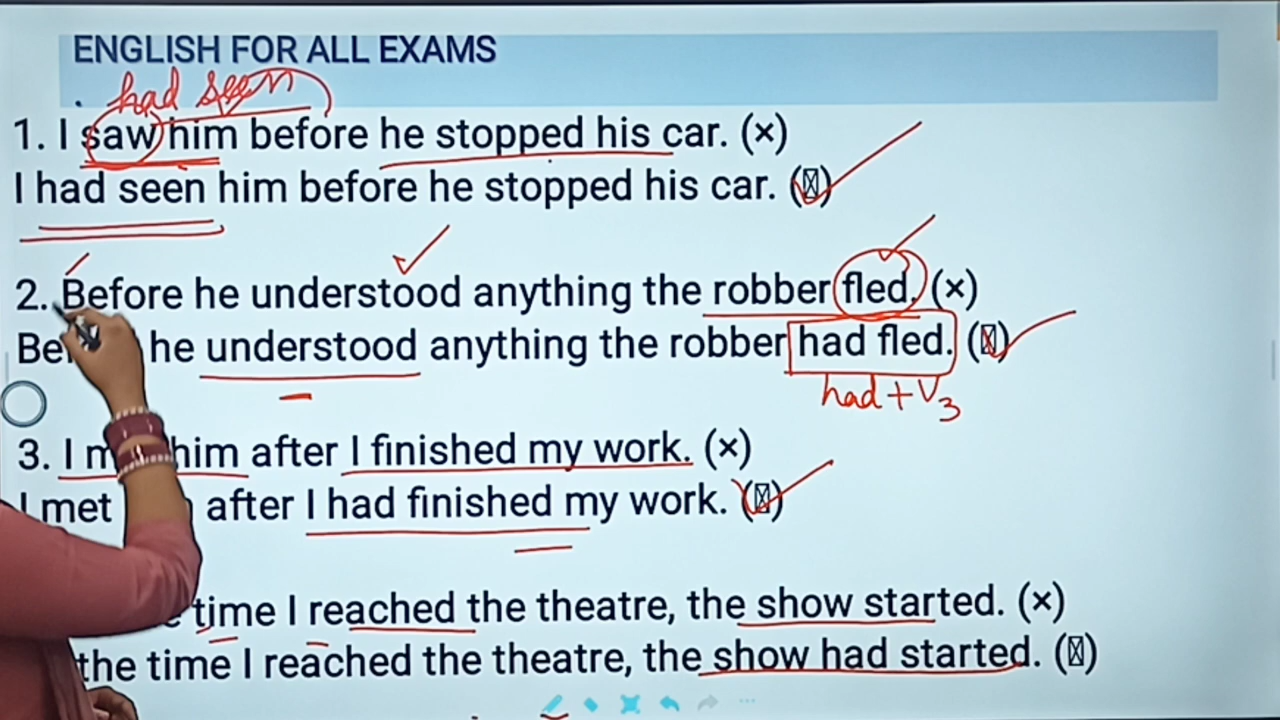 ENGLISH FOR ALL EXAMS
had seen
1. I saw him before he stopped his car. (×)
I had seen him before he stopped his car. ()
2. Before he understood anything the robber fled. (×)
he understood anything the robber had fled. ()
had + V3
3. I him after I finished my work. (×)
I met after I had finished my work. ()
time I reached the theatre, the show started. (×)
the time I reached the theatre, the show had started. ()